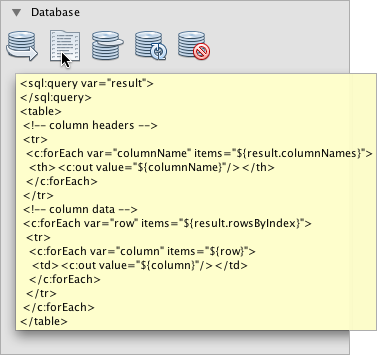 Database
<sql:query var="result">
</sql:query>
<table>
<!-- column headers -->
<tr>
<c:forEach var="columnName" items="${result.columnNames}">
<th><c:out value="${columnName}"/></th>
</c:forEach>
</tr>
<!-- column data -->
<c:forEach var="row" items="${result.rowsByIndex}">
<tr>
<c:forEach var="column" items="${row}">
<td><c:out value="${column}"/></td>
</c:forEach>
</tr>
</c:forEach>
</table>